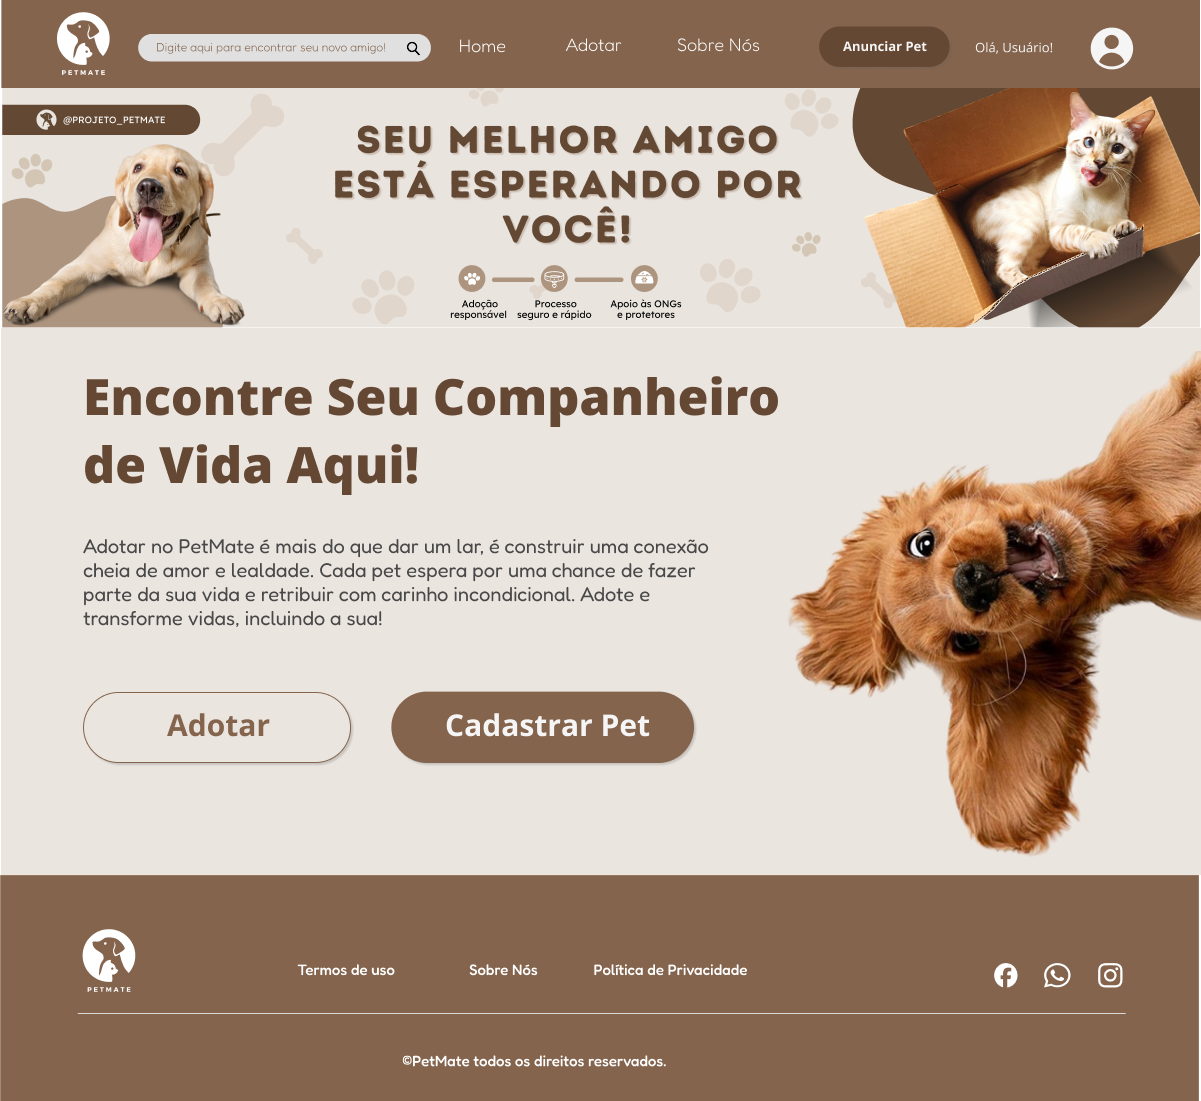 PETMATE
Digite aqui para encontrar seu novo amigo!
Home
Adotar
Sobre Nós
Anunciar Pet
Olá, Usuário!
@PROJETO_PETMATE
SEU MELHOR AMIGO
ESTÁ ESPERANDO POR
VOCÊ!
Adoção
responsável
Processo
seguro e rápido
Apoio às ONGs
e protetores
Encontre Seu Companheiro
de Vida Aqui!
Adotar no PetMate é mais do que dar um lar, é construir uma conexão
cheia de amor e lealdade. Cada pet espera por uma chance de fazer
parte da sua vida e retribuir com carinho incondicional. Adote e
transforme vidas, incluindo a sua!
Adotar
Cadastrar Pet
PETMATE
Termos de uso
Sobre Nós
Política de Privacidade
©PetMate todos os direitos reservados.